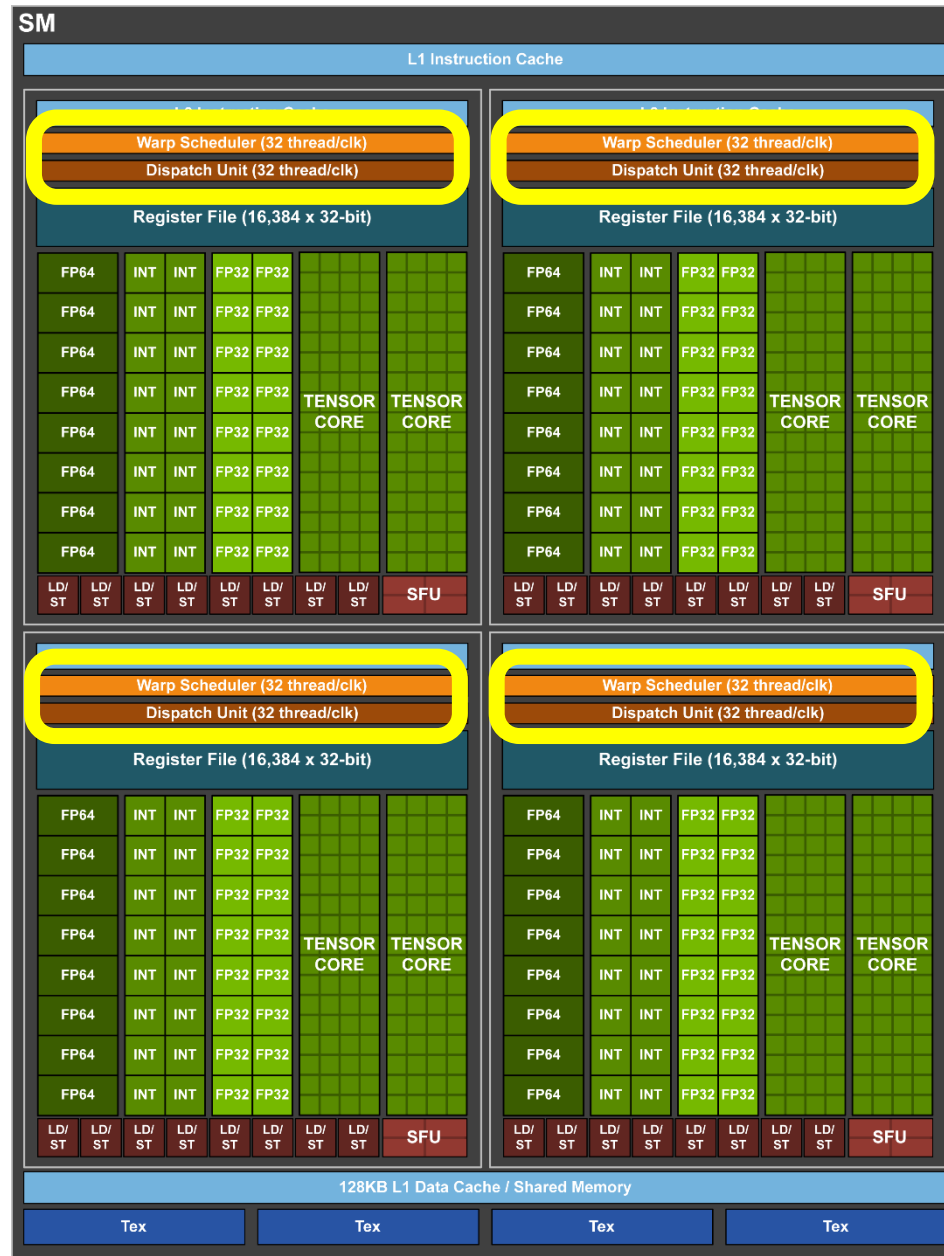 SM
L1 Instruction Cache
Warp Scheduler (32 thread/clk)
Dispatch Unit (32 thread/clk)
Register File (16,384 x 32-bit)
FP64 INT INT FP32 FP32
FP64 INT INT FP32 FP32
FP64 INT INT FP32 FP32
FP64 INT INT FP32 FP32
TENSOR TENSOR
CORE CORE
FP64 INT INT FP32 FP32
FP64 INT INT FP32 FP32
FP64 INT INT FP32 FP32
FP64 INT INT FP32 FP32
LD/ LD/ LD/ LD/ LD/ LD/ LD/ LD/
ST ST ST ST ST ST ST ST
SFU
Warp Scheduler (32 thread/clk)
Dispatch Unit (32 thread/clk)
Register File (16,384 x 32-bit)
FP64 INT INT FP32 FP32
FP64 INT INT FP32 FP32
FP64 INT INT FP32 FP32
FP64 INT INT FP32 FP32
TENSOR TENSOR
CORE CORE
FP64 INT INT FP32 FP32
FP64 INT INT FP32 FP32
FP64 INT INT FP32 FP32
FP64 INT INT FP32 FP32
LD/ LD/ LD/ LD/ LD/ LD/ LD/ LD/
ST ST ST ST ST ST ST ST
SFU
Warp Scheduler (32 thread/clk)
Dispatch Unit (32 thread/clk)
Register File (16,384 x 32-bit)
FP64 INT INT FP32 FP32
FP64 INT INT FP32 FP32
FP64 INT INT FP32 FP32
FP64 INT INT FP32 FP32
TENSOR TENSOR
CORE CORE
FP64 INT INT FP32 FP32
FP64 INT INT FP32 FP32
FP64 INT INT FP32 FP32
FP64 INT INT FP32 FP32
LD/ LD/ LD/ LD/ LD/ LD/ LD/ LD/
ST ST ST ST ST ST ST ST
SFU
Warp Scheduler (32 thread/clk)
Dispatch Unit (32 thread/clk)
Register File (16,384 x 32-bit)
FP64 INT INT FP32 FP32
FP64 INT INT FP32 FP32
FP64 INT INT FP32 FP32
FP64 INT INT FP32 FP32
TENSOR TENSOR
CORE CORE
FP64 INT INT FP32 FP32
FP64 INT INT FP32 FP32
FP64 INT INT FP32 FP32
FP64 INT INT FP32 FP32
LD/ LD/ LD/ LD/ LD/ LD/ LD/ LD/
ST ST ST ST ST ST ST ST
SFU
128KB L1 Data Cache / Shared Memory
Tex Tex Tex Tex